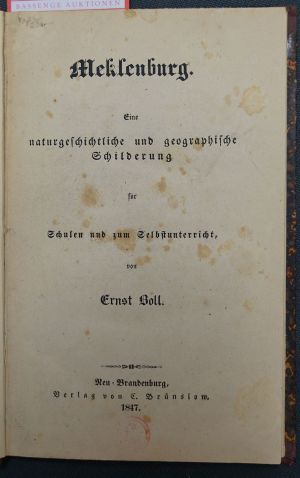 BASSENGE AUKTIONEN
Meklenburg.
Eine
naturgeschichtliche und geographische
Schilderung
for
Schulen und zum Selbstunterricht,
von
Ernst Boll.
Neu-Brandenburg,
Verlag von C. Brünslow.
1847.